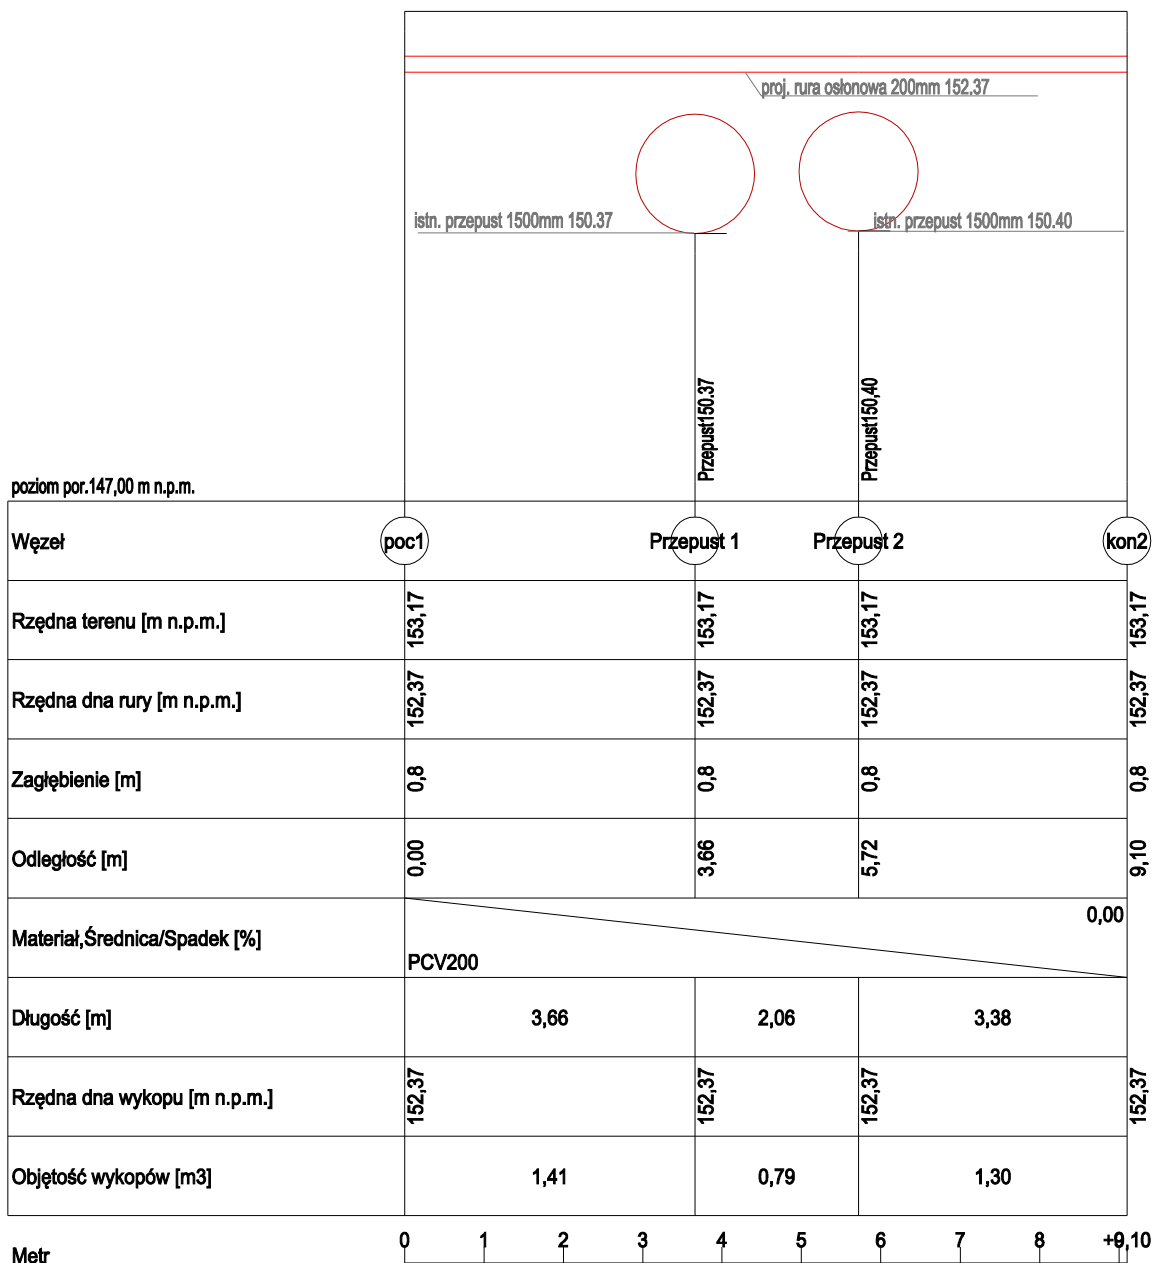 proj. rura osłonowa 200mm 152,37
istn. przepust 1500mm 150.37
istn. przepust 1500mm 150.40
Przepust150.37
Przepust150,40
poziom por.147,00 m n.p.m.
Węzeł poc1 Przepust 1 Przepust 2 kon2
Rzędna terenu [m n.p.m.] 153,17 153,17 153,17 153,17
Rzędna dna rury [m n.p.m.] 152,37 152,37 152,37 152,37
Zagłębienie [m] 0,8 0,8 0,8 0,8
Odległość [m] 0,00 3,66 5,72 9,10
Materiał,Średnica/Spadek [%] PCV200 0,00
Długość [m] 3,66 2,06 3,38
Rzędna dna wykopu [m n.p.m.] 152,37 152,37 152,37 152,37
Objętość wykopów [m3] 1,41 0,79 1,30
Metr 0 1 2 3 4 5 6 7 8 +9,10